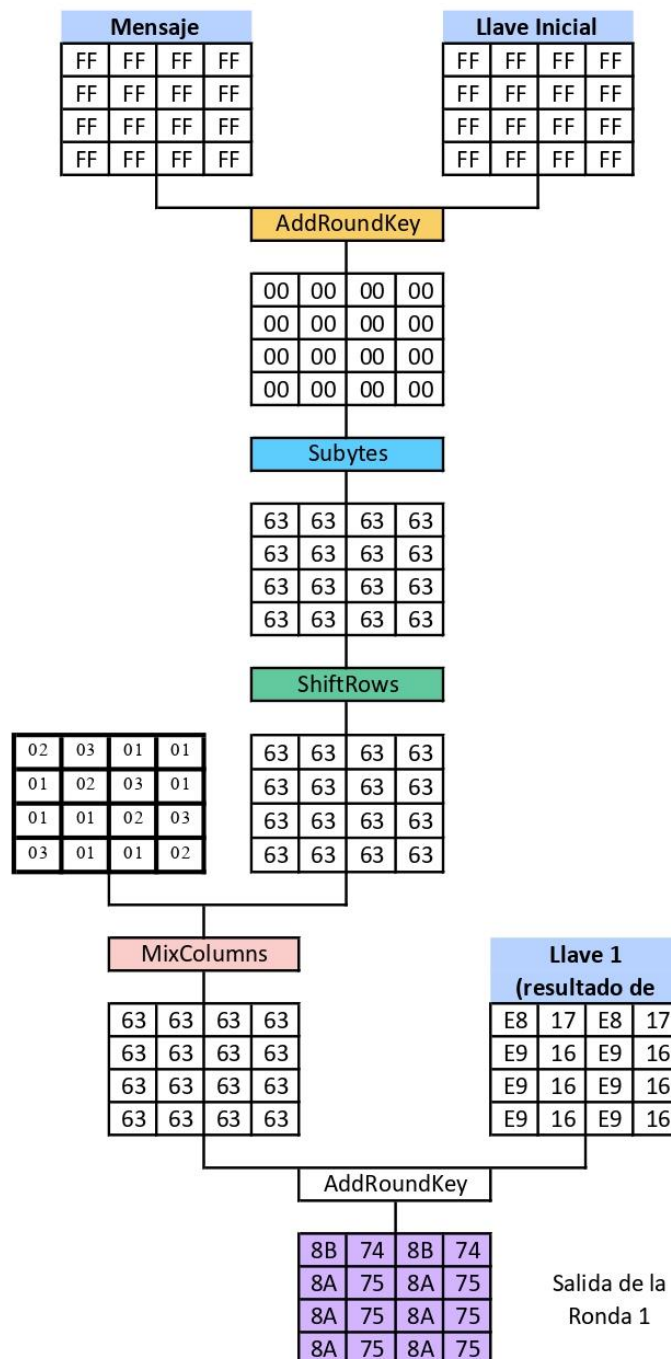 Mensaje Llave Inicial
FF FF FF FF FF FF FF FF
FF FF FF FF FF FF FF FF
FF FF FF FF FF FF FF FF
FF FF FF FF FF FF FF FF
AddRoundKey
00 00 00 00
00 00 00 00
00 00 00 00
00 00 00 00
Subytes
63 63 63 63
63 63 63 63
63 63 63 63
63 63 63 63
ShiftRows
02 03 01 01 63 63 63 63
01 02 03 01 63 63 63 63
01 01 02 03 63 63 63 63
03 01 01 02 63 63 63 63
MixColumns Llave 1
(resultado de
63 63 63 63 E8 17 E8 17
63 63 63 63 E9 16 E9 16
63 63 63 63 E9 16 E9 16
63 63 63 63 E9 16 E9 16
AddRoundKey
8B 74 8B 74
8A 75 8A 75 Salida de la
8A 75 8A 75 Ronda 1
8A 75 8A 75